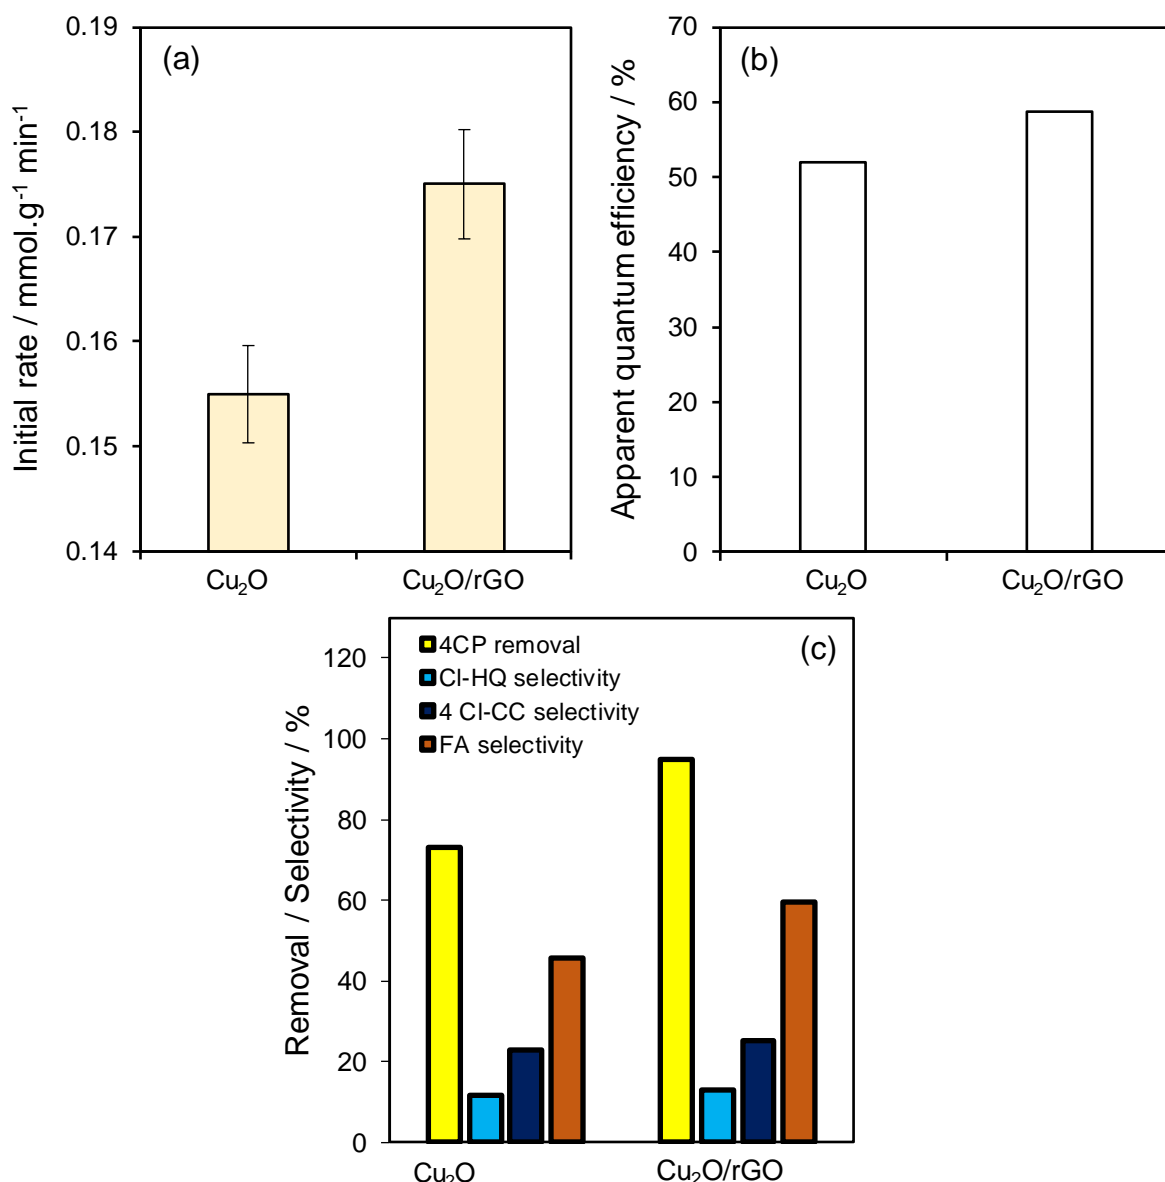 (a)
Initial rate / mmol.g⁻¹ min⁻¹
0.19
0.18
0.17
0.16
0.15
0.14
Cu₂O Cu₂O/rGO
(b)
Apparent quantum efficiency / %
70
60
50
40
30
20
10
0
Cu₂O Cu₂O/rGO
(c)
Removal / Selectivity / %
120
100
80
60
40
20
0
4CP removal
Cl-HQ selectivity
4 Cl-CC selectivity
FA selectivity
Cu₂O Cu₂O/rGO